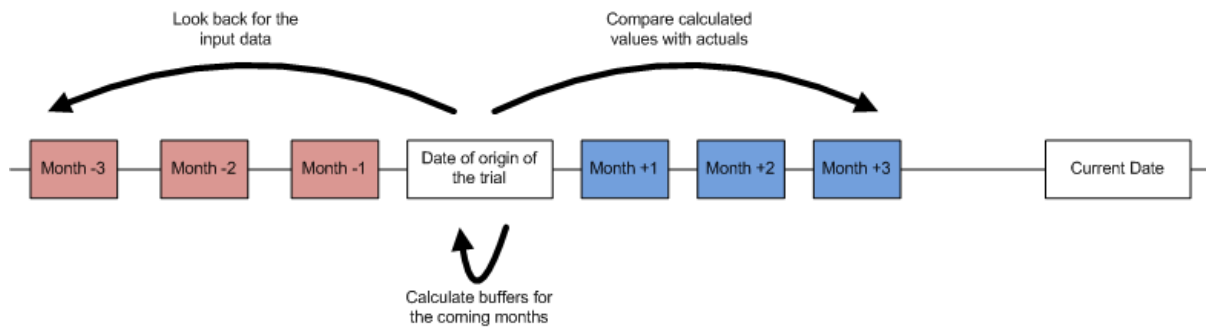 Look back for the
input data
Compare calculated
values with actuals
Month -3
Month -2
Month -1
Date of origin of
the trial
Month +1
Month +2
Month +3
Current Date
Calculate buffers for
the coming months